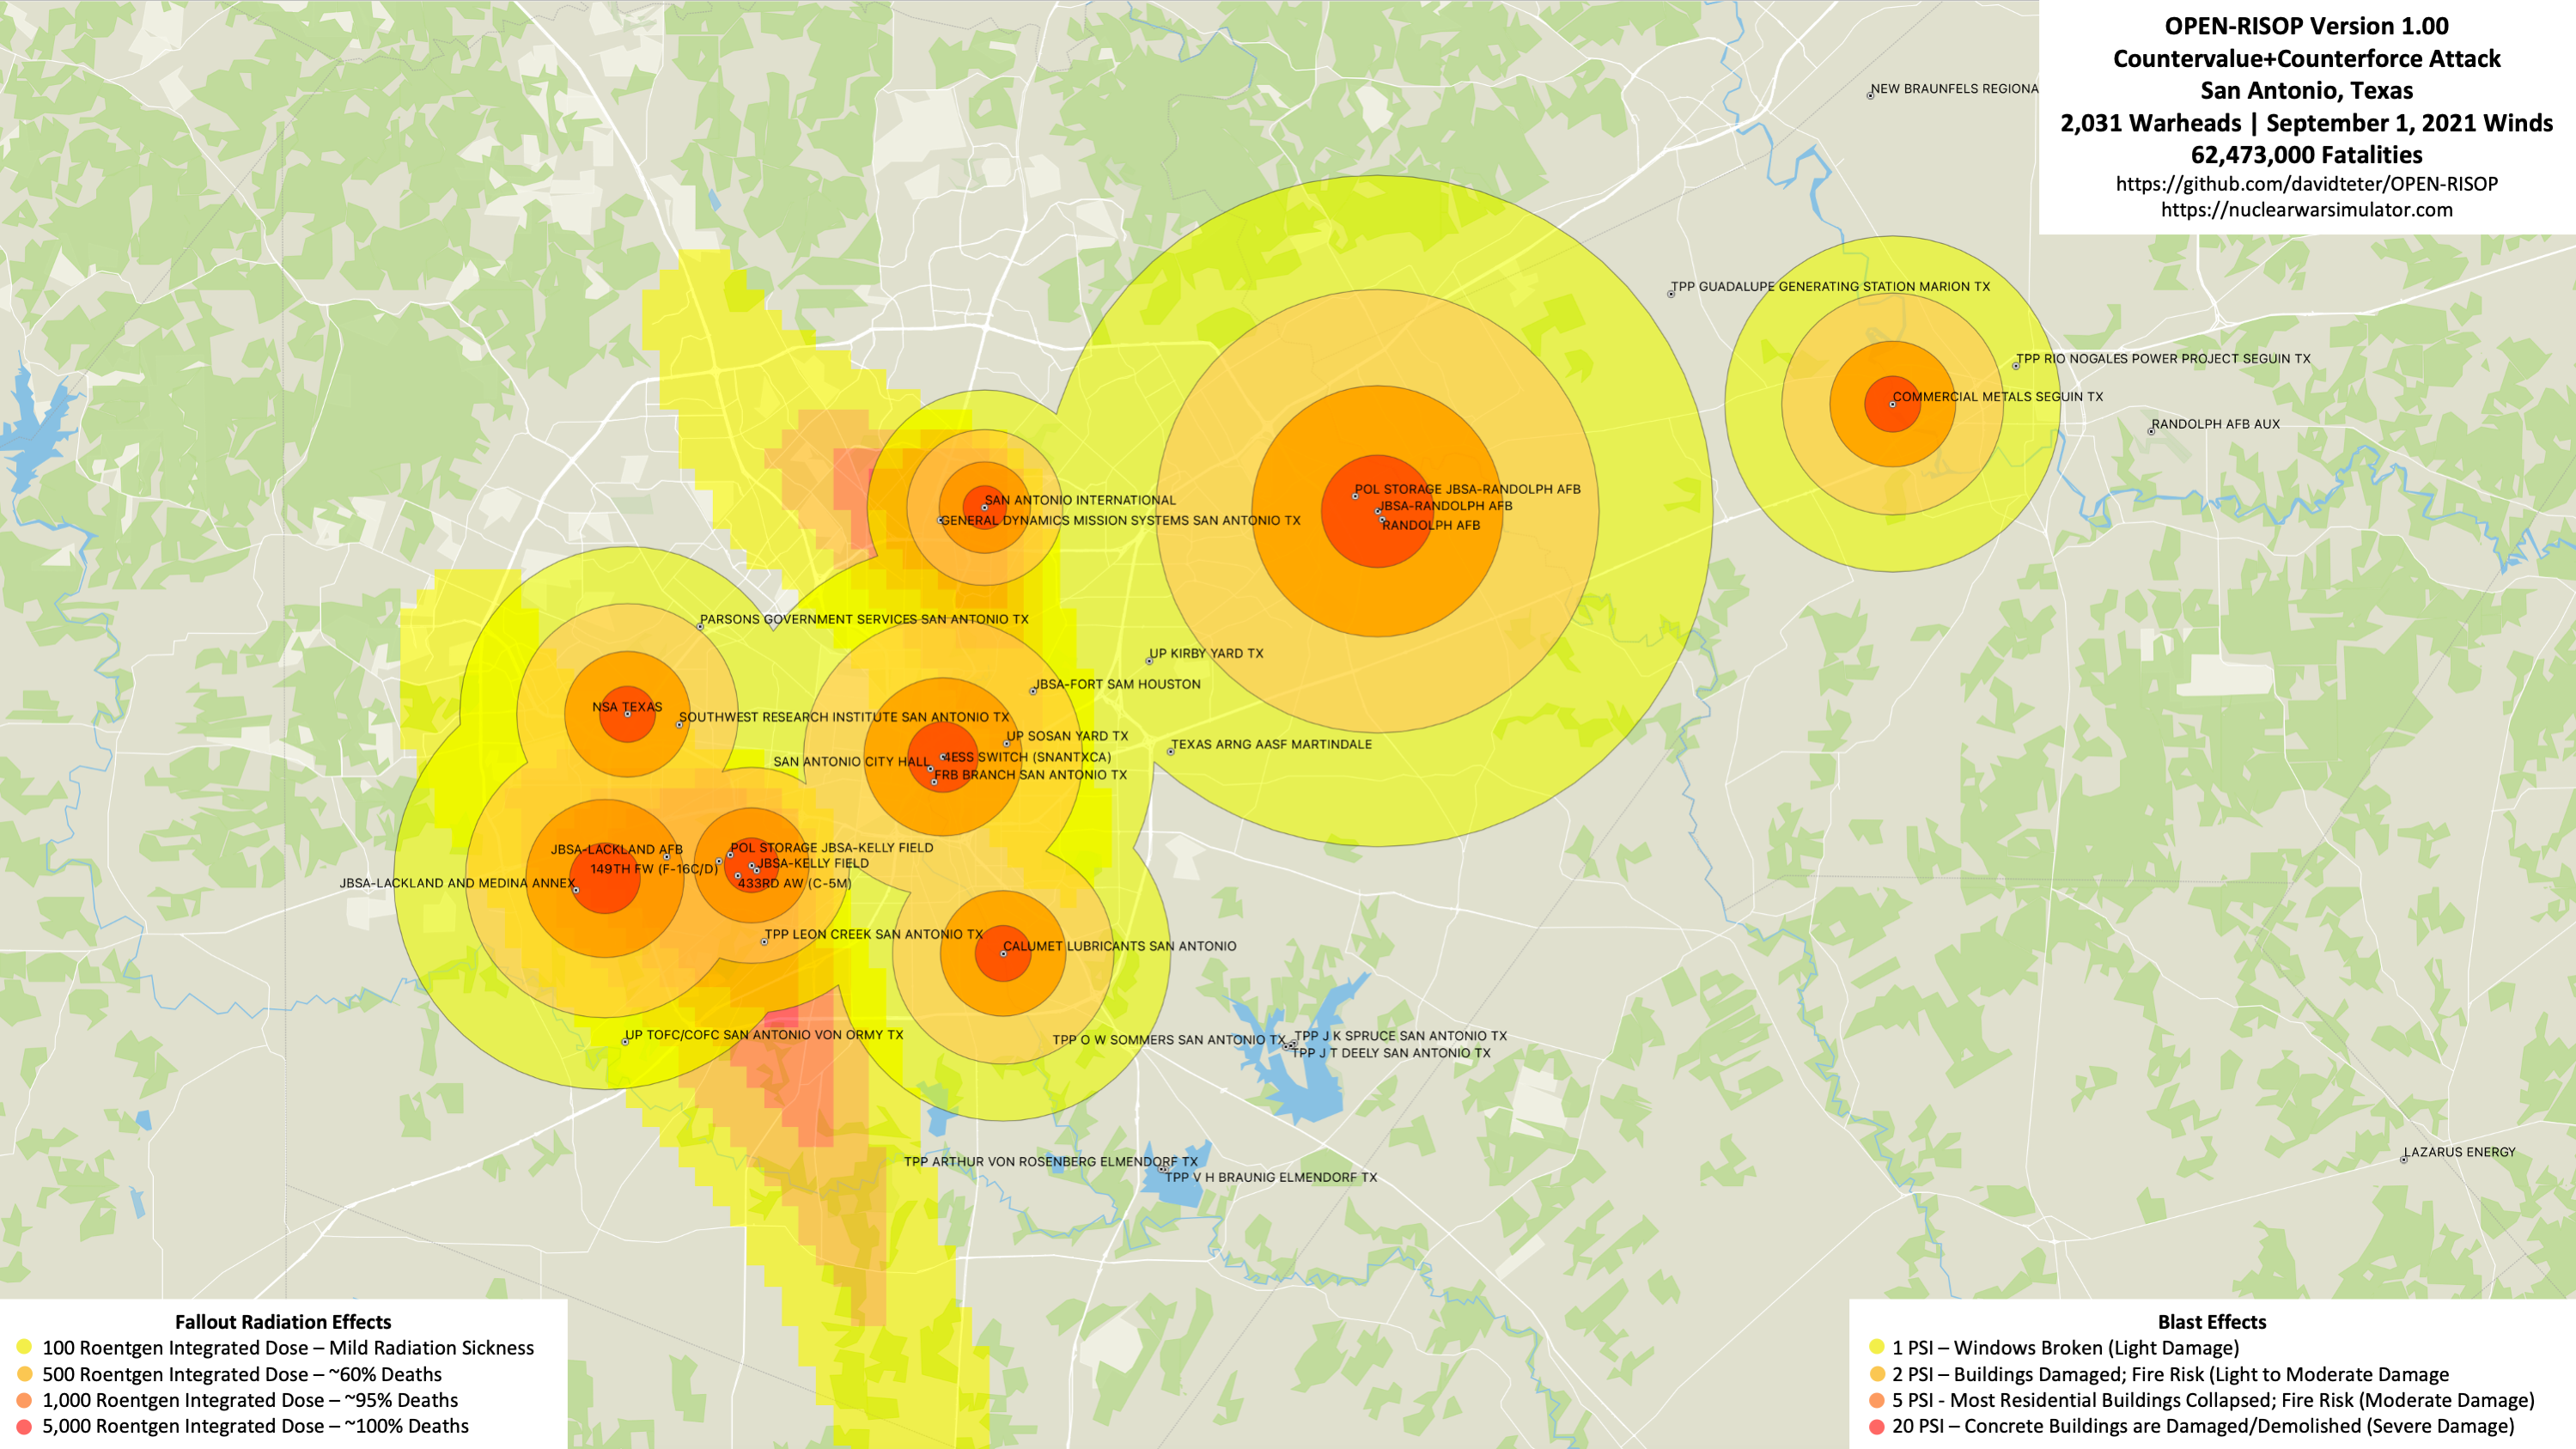 OPEN-RISOP Version 1.00
Countervalue+Counterforce Attack
San Antonio, Texas
2,031 Warheads | September 1, 2021 Winds
62,473,000 Fatalities
https://github.com/davidteter/OPEN-RISOP
https://nuclearwarsimulator.com
NEW BRAUNFELS REGIONA
TPP GUADALUPE GENERATING STATION MARION TX
TPP RIO NOGALES POWER PROJECT SEGUIN TX
COMMERCIAL METALS SEGUIN TX
RANDOLPH AFB AUX
POL STORAGE JBSA-RANDOLPH AFB
JBSA-RANDOLPH AFB
RANDOLPH AFB
SAN ANTONIO INTERNATIONAL
GENERAL DYNAMICS MISSION SYSTEMS SAN ANTONIO TX
PARSONS GOVERNMENT SERVICES SAN ANTONIO TX
UP KIRBY YARD TX
JBSA-FORT SAM HOUSTON
NSA TEXAS
SOUTHWEST RESEARCH INSTITUTE SAN ANTONIO TX
UP SOSAN YARD TX
TEXAS ARNG AASF MARTINDALE
SAN ANTONIO CITY HALL
4ESS SWITCH (SNANTXCA)
FRB BRANCH SAN ANTONIO TX
JBSA-LACKLAND AFB
POL STORAGE JBSA-KELLY FIELD
149TH FW (F-16C/D)
JBSA-KELLY FIELD
JBSA-LACKLAND AND MEDINA ANNEX
433RD AW (C-5M)
TPP LEON CREEK SAN ANTONIO TX
CALUMET LUBRICANTS SAN ANTONIO
UP TOFC/COFC SAN ANTONIO VON ORMY TX
TPP O W SOMMERS SAN ANTONIO TX
TPP J K SPRUCE SAN ANTONIO TX
TPP J T DEELY SAN ANTONIO TX
TPP ARTHUR VON ROSENBERG ELMENDORF TX
TPP V H BRAUNIG ELMENDORF TX
LAZARUS ENERGY
Fallout Radiation Effects
100 Roentgen Integrated Dose – Mild Radiation Sickness
500 Roentgen Integrated Dose – ~60% Deaths
1,000 Roentgen Integrated Dose – ~95% Deaths
5,000 Roentgen Integrated Dose – ~100% Deaths
Blast Effects
1 PSI – Windows Broken (Light Damage)
2 PSI – Buildings Damaged; Fire Risk (Light to Moderate Damage
5 PSI - Most Residential Buildings Collapsed; Fire Risk (Moderate Damage)
20 PSI – Concrete Buildings are Damaged/Demolished (Severe Damage)